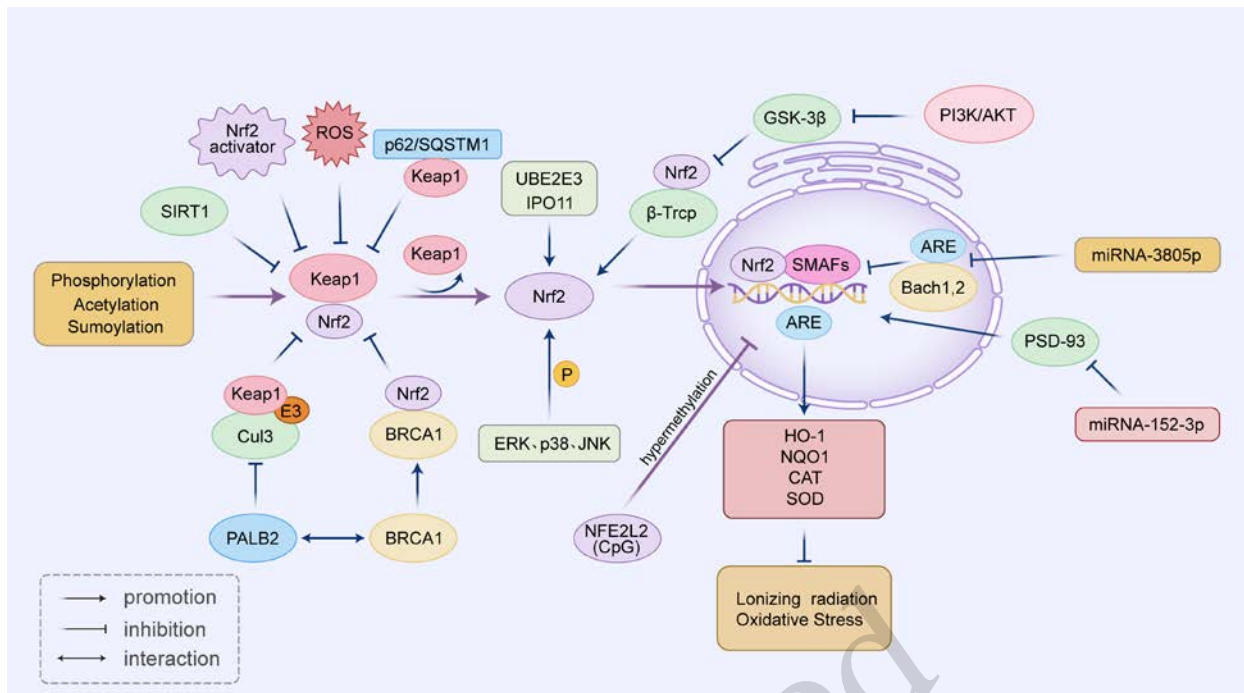 Nrf2
activator
ROS
p62/SQSTM1
Keap1
SIRT1
Phosphorylation
Acetylation
Sumoylation
Keap1
Nrf2
Keap1
UBE2E3
IPO11
Nrf2
P
ERK、p38、JNK
Keap1
E3
Cul3
Nrf2
BRCA1
PALB2
BRCA1
GSK-3β
PI3K/AKT
Nrf2
β-Trcp
Nrf2
SMAFs
ARE
ARE
Bach1,2
miRNA-3805p
PSD-93
miRNA-152-3p
hypermethylation
NFE2L2
(CpG)
HO-1
NQO1
CAT
SOD
Lonizing radiation
Oxidative Stress
promotion
inhibition
interaction